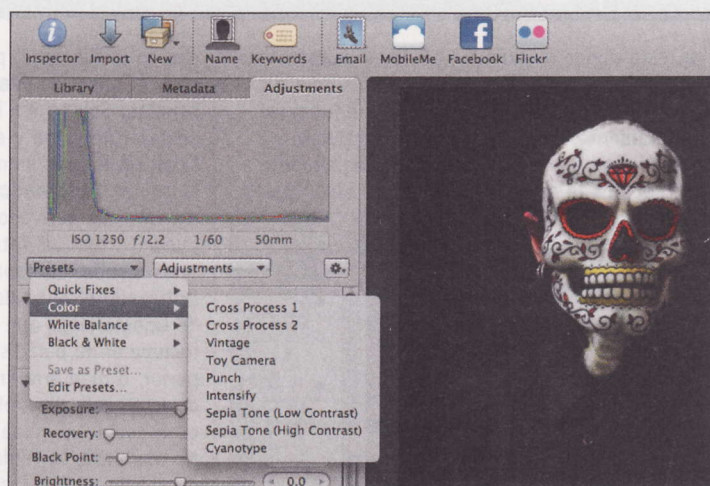 Inspector Import New Name Keywords Email MobileMe Facebook Flickr
Library Metadata Adjustments
ISO 1250 ƒ/2.2 1/60 50mm
Presets Adjustments
Quick Fixes
Color
White Balance
Black & White
Save as Preset...
Edit Presets...
Cross Process 1
Cross Process 2
Vintage
Toy Camera
Punch
Intensify
Sepia Tone (Low Contrast)
Sepia Tone (High Contrast)
Cyanotype
Exposure:
Recovery:
Black Point:
Brightness: 0.0